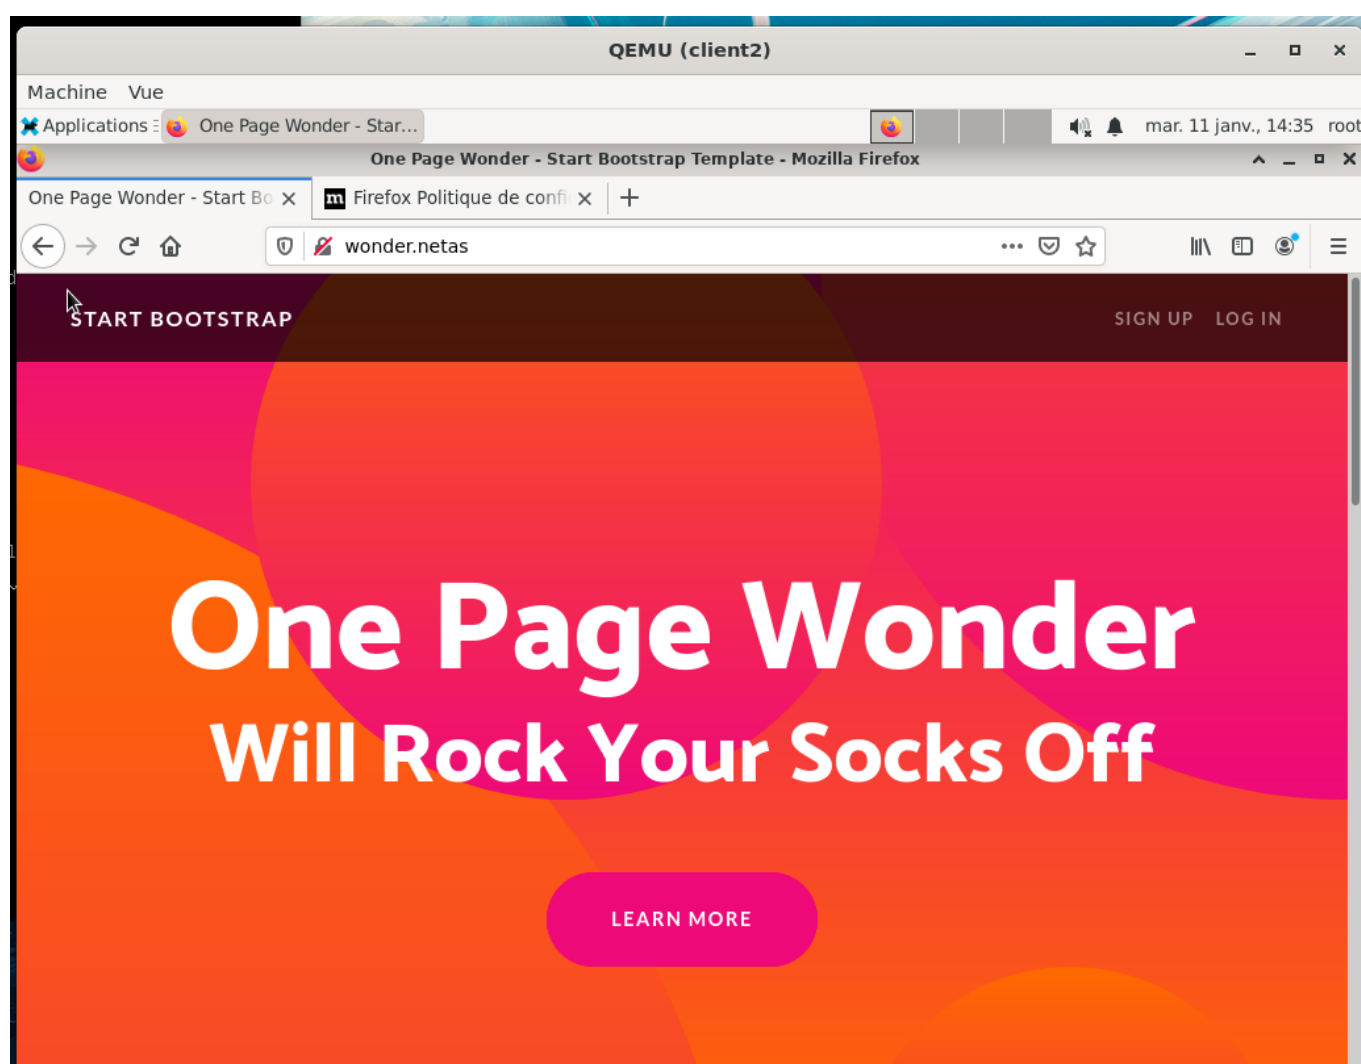 QEMU (client2)
Machine Vue
Applications One Page Wonder - Star... mar. 11 janv., 14:35 root
One Page Wonder - Start Bootstrap Template - Mozilla Firefox
One Page Wonder - Start Bo Firefox Politique de confi
wonder.netas
START BOOTSTRAP SIGN UP LOG IN
One Page Wonder
Will Rock Your Socks Off
LEARN MORE